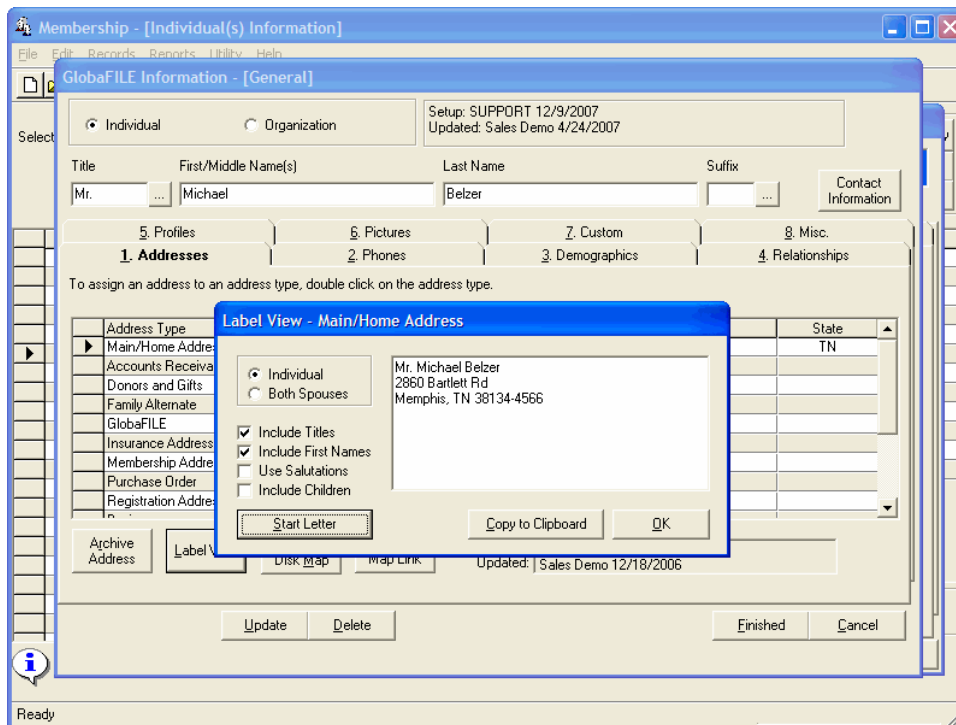 Membership - [Individual(s) Information]
File Edit Records Reports Utility Help
GlobaFILE Information - [General]
Select
Individual
Organization
Setup: SUPPORT 12/9/2007
Updated: Sales Demo 4/24/2007
Title First/Middle Name(s) Last Name Suffix
Mr. ... Michael Belzer ...
Contact
Information
5. Profiles 6. Pictures 7. Custom 8. Misc.
1. Addresses 2. Phones 3. Demographics 4. Relationships
To assign an address to an address type, double click on the address type.
Address Type State
Main/Home Addre TN
Accounts Receiva
Donors and Gifts
Family Alternate
GlobaFILE
Insurance Address
Membership Addre
Purchase Order
Registration Addre
Label View - Main/Home Address
Individual
Both Spouses
Include Titles
Include First Names
Use Salutations
Include Children
Mr. Michael Belzer
2860 Bartlett Rd
Memphis, TN 38134-4566
Start Letter Copy to Clipboard OK
Archive
Address
Label V
Disk Map Map Link Updated: Sales Demo 12/18/2006
Update Delete Finished Cancel
Ready